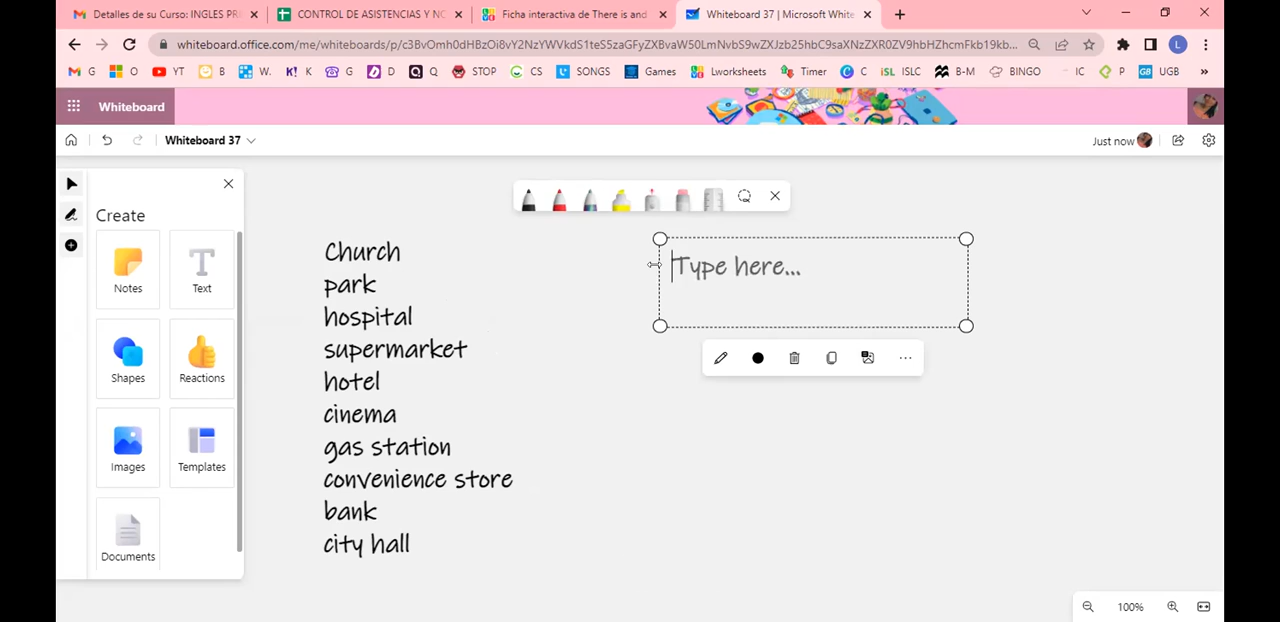 Detalles de su Curso: INGLES PRI
CONTROL DE ASISTENCIAS Y NO
Ficha interactiva de There is and
Whiteboard 37 | Microsoft White
G
O
YT
B
W.
K
G
D
Q
STOP
CS
SONGS
Games
Lworksheets
Timer
C
ISLC
B-M
BINGO
IC
P
UGB
Whiteboard
Whiteboard 37
Just now
Create
Notes
Text
Shapes
Reactions
Images
Templates
Documents
Church
park
hospital
supermarket
hotel
cinema
gas station
convenience store
bank
city hall
Type here...
100%